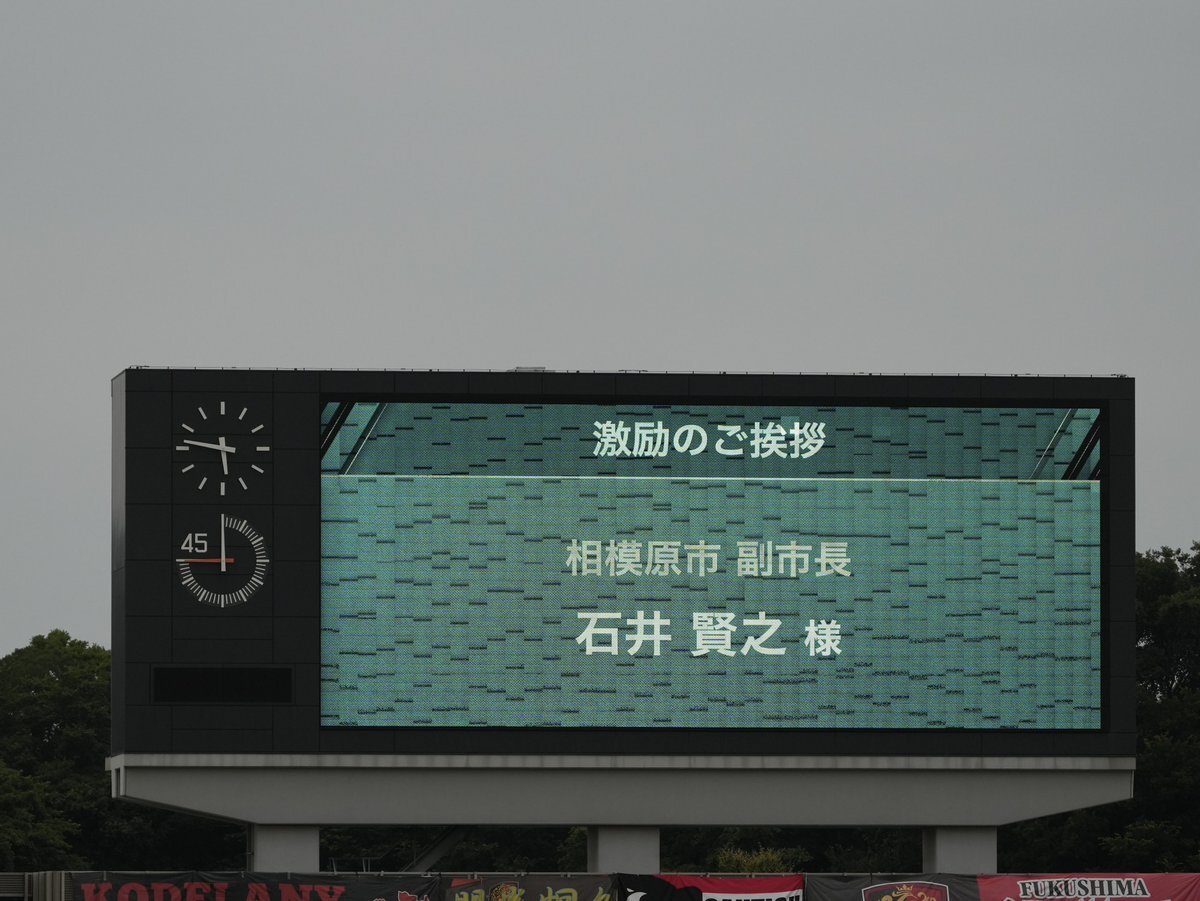 激励のご挨拶
相模原市 副市長
石井 賢之 様
45
KODELANY
FUKUSHIMA